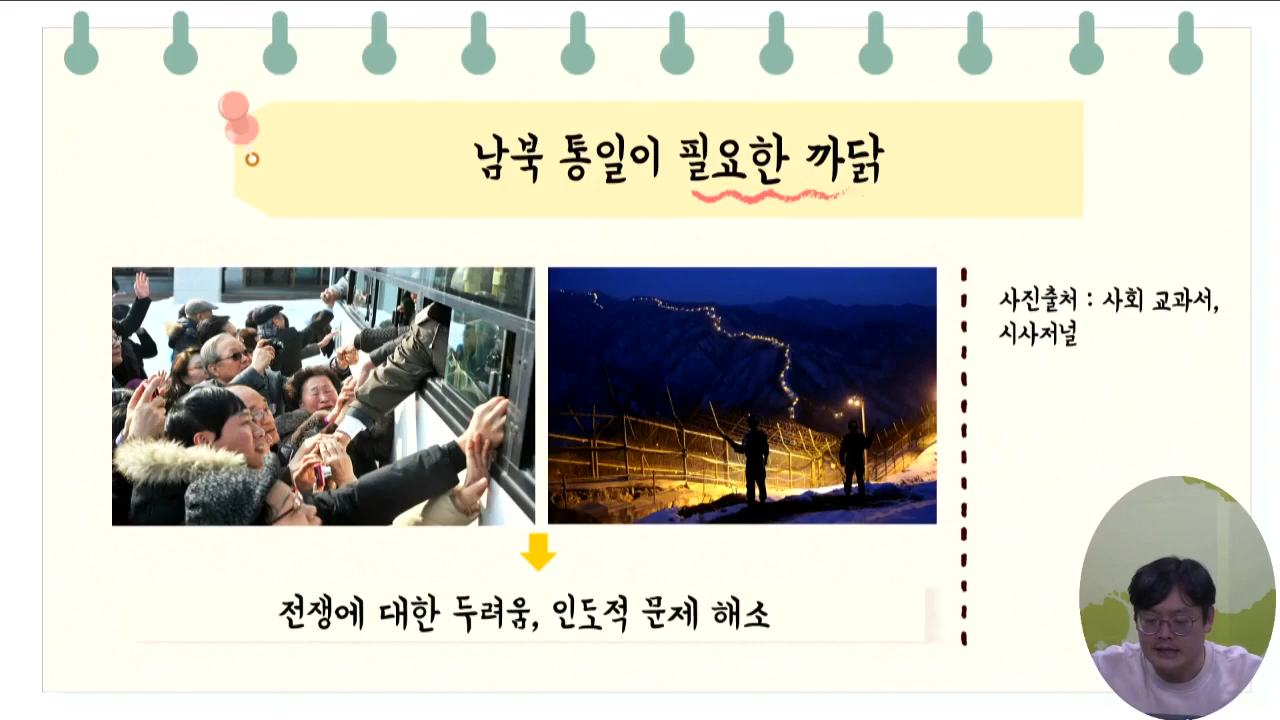 남북 통일이 필요한 까닭
사진출처 : 사회 교과서,
시사저널
전쟁에 대한 두려움, 인도적 문제 해소